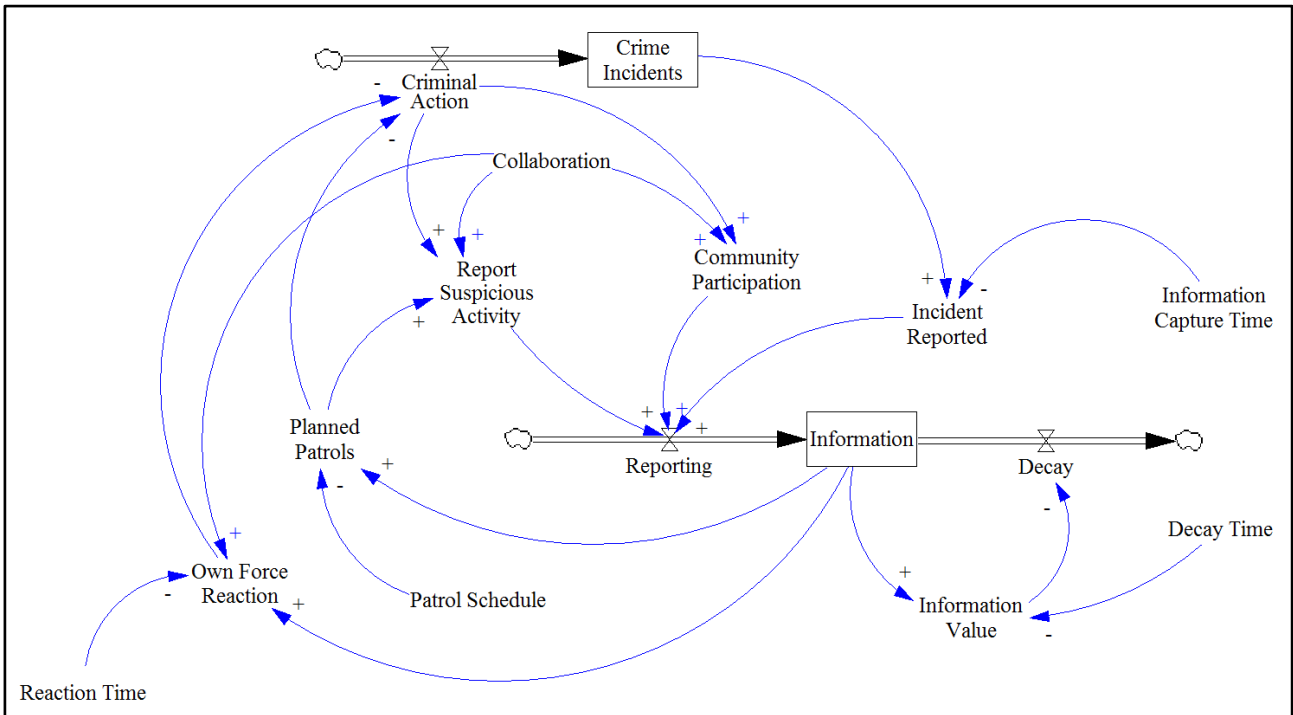 Crime
Incidents
-
Criminal
Action
-
Collaboration
+
+
+
+
Report
Suspicious
Activity
Community
Participation
+
-
Information
Capture Time
Incident
Reported
+
Planned
Patrols
+
+
+
Reporting
Information
Decay
+
-
-
Decay Time
+
Own Force
Reaction
-
+
Patrol Schedule
+
Information
Value
-
Reaction Time